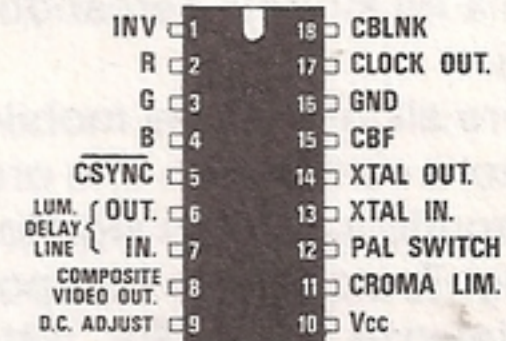 INV 1 18 CBLNK
R 2 17 CLOCK OUT.
G 3 16 GND
B 4 15 CBF
CSYNC 5 14 XTAL OUT.
LUM. DELAY LINE OUT. 6 13 XTAL IN.
IN. 7 12 PAL SWITCH
COMPOSITE VIDEO OUT. 8 11 CROMA LIM.
D.C. ADJUST 9 10 Vcc